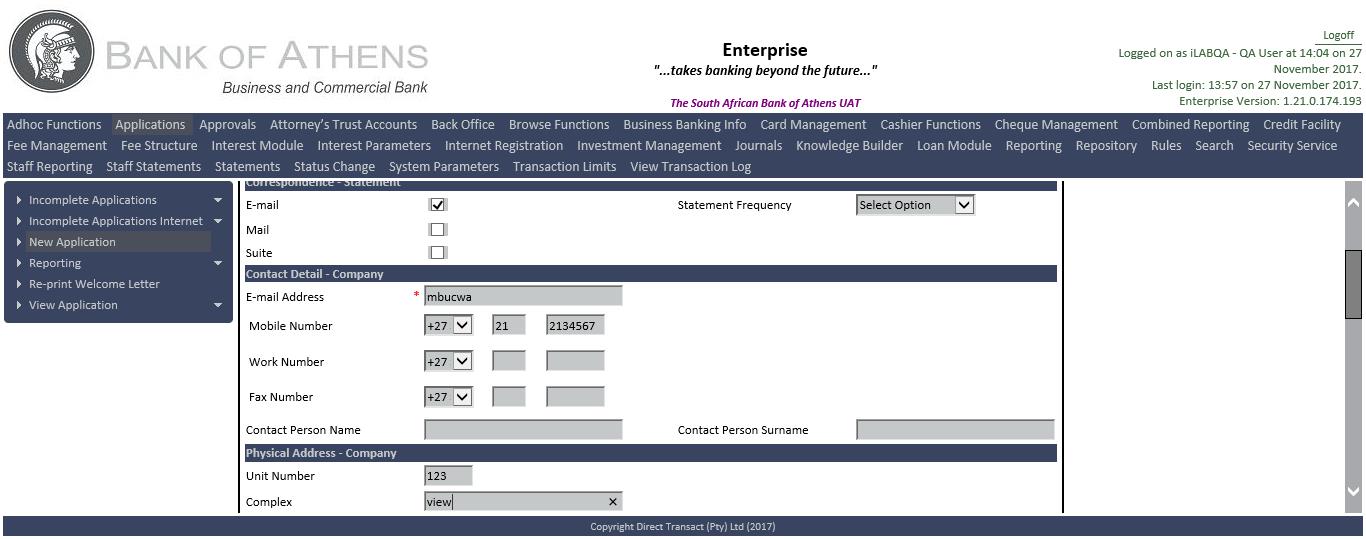 BANK OF ATHENS
Business and Commercial Bank
Enterprise
"...takes banking beyond the future..."
The South African Bank of Athens UAT
Logoff
Logged on as iLABQA - QA User at 14:04 on 27
November 2017.
Last login: 13:57 on 27 November 2017.
Enterprise Version: 1.21.0.174.193
Adhoc Functions Applications Approvals Attorney's Trust Accounts Back Office Browse Functions Business Banking Info Card Management Cashier Functions Cheque Management Combined Reporting Credit Facility
Fee Management Fee Structure Interest Module Interest Parameters Internet Registration Investment Management Journals Knowledge Builder Loan Module Reporting Repository Rules Search Security Service
Staff Reporting Staff Statements Statements Status Change System Parameters Transaction Limits View Transaction Log
Incomplete Applications
Incomplete Applications Internet
New Application
Reporting
Re-print Welcome Letter
View Application
Correspondence - Statement
E-mail Statement Frequency Select Option
Mail
Suite
Contact Detail - Company
E-mail Address * mbucwa
Mobile Number +27 21 2134567
Work Number +27
Fax Number +27
Contact Person Name Contact Person Surname
Physical Address - Company
Unit Number 123
Complex view
Copyright Direct Transact (Pty) Ltd (2017)